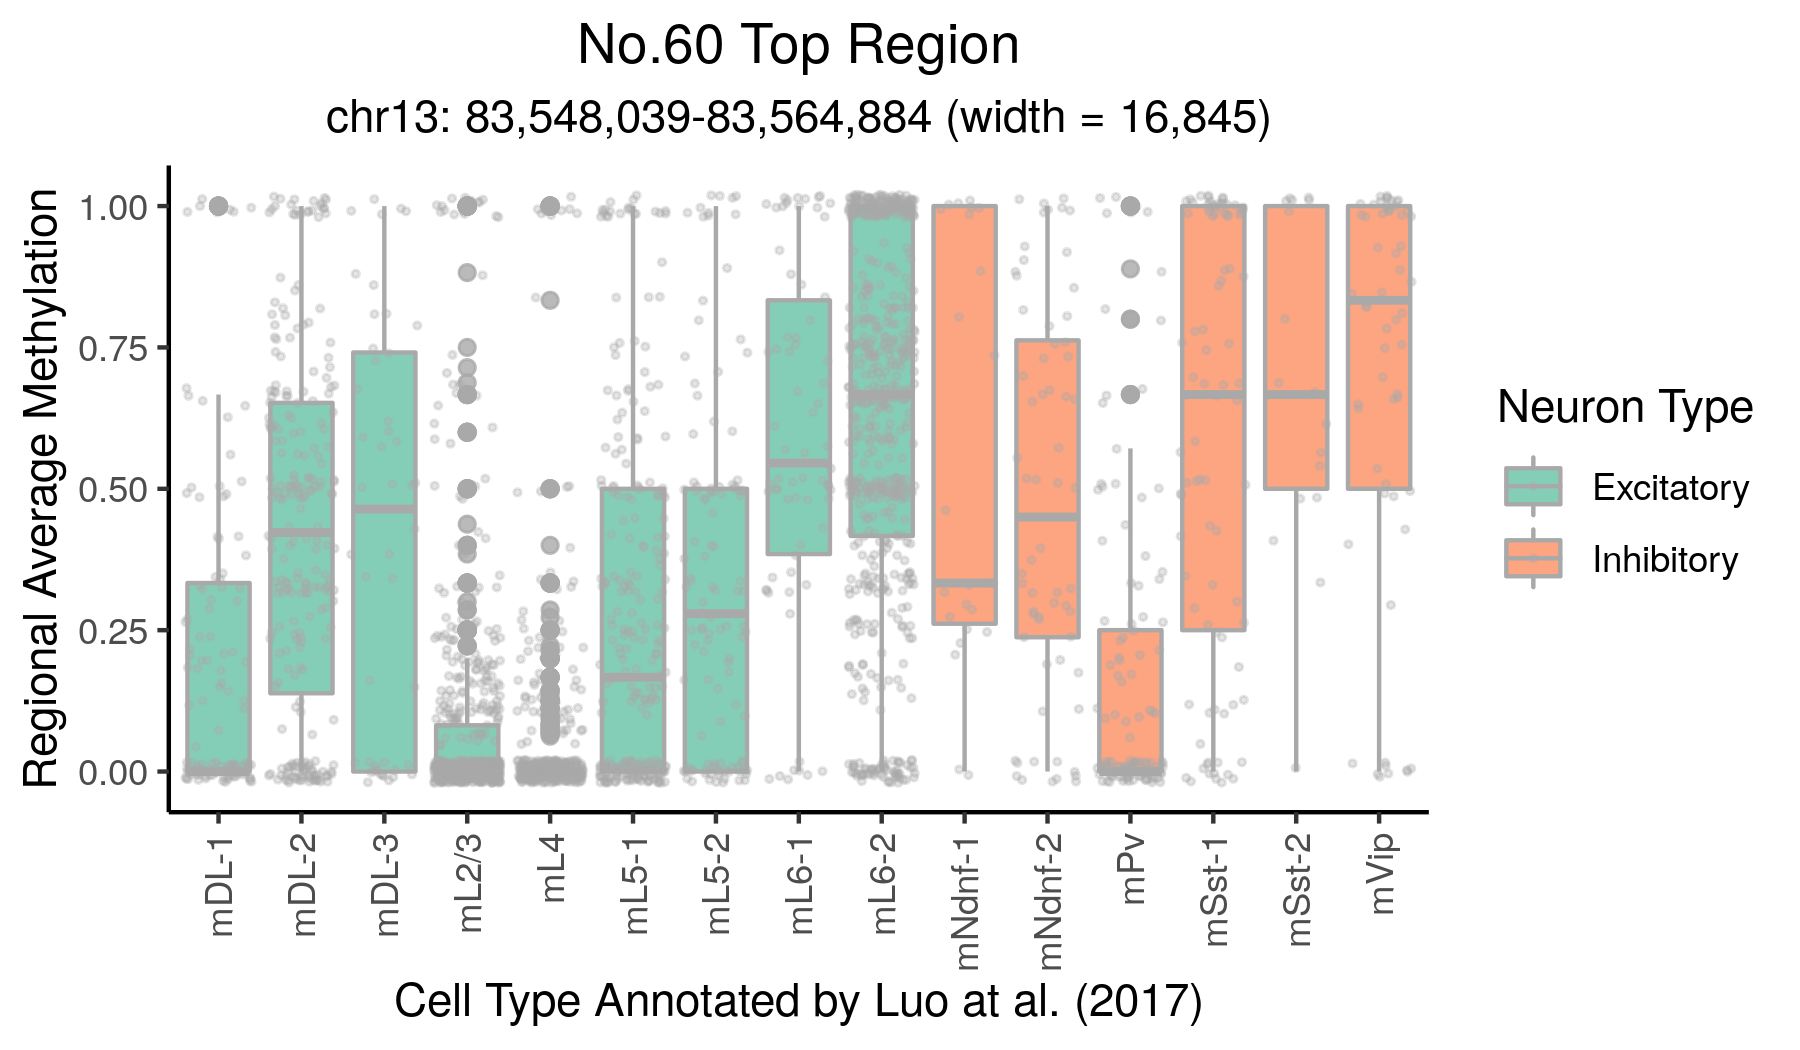 No.60 Top Region
chr13: 83,548,039-83,564,884 (width = 16,845)
Regional Average Methylation
1.00
0.75
0.50
0.25
0.00
mDL-1
mDL-2
mDL-3
mL2/3
mL4
mL5-1
mL5-2
mL6-1
mL6-2
mNdnf-1
mNdnf-2
mPv
mSst-1
mSst-2
mVip
Cell Type Annotated by Luo at al. (2017)
Neuron Type
Excitatory
Inhibitory